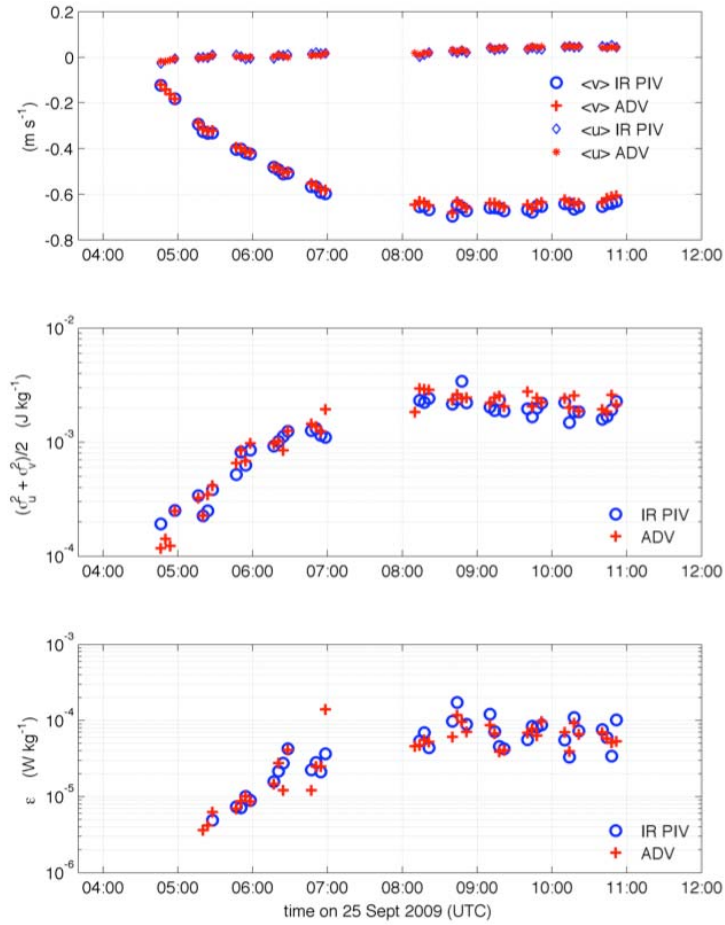 0
-0.2
-0.4
-0.6
-0.8
(m s⁻¹)
<v> IR PIV
<v> ADV
<u> IR PIV
<u> ADV
04:00 05:00 06:00 07:00 08:00 09:00 10:00 11:00 12:00
10⁻²
10⁻³
10⁻⁴
(σ²ᵤ + σ²ᵥ)/2 (J kg⁻¹)
IR PIV
ADV
04:00 05:00 06:00 07:00 08:00 09:00 10:00 11:00 12:00
10⁻³
10⁻⁴
10⁻⁵
10⁻⁶
ε (W kg⁻¹)
IR PIV
ADV
04:00 05:00 06:00 07:00 08:00 09:00 10:00 11:00 12:00
time on 25 Sept 2009 (UTC)